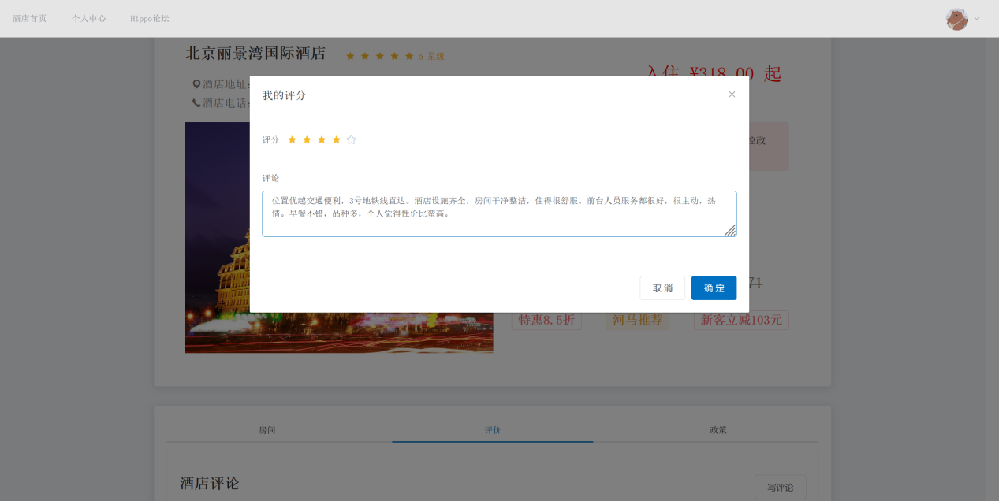 酒店首页 个人中心 Hippo论坛
北京丽景湾国际酒店 5 星级
入住 ¥318.00 起
酒店地址:
酒店电话:
我的评分
评分
控政
评论
位置优越交通便利，3号地铁线直达。酒店设施齐全，房间干净整洁，住得很舒服。前台人员服务都很好，很主动，热
情。早餐不错，品种多，个人觉得性价比蛮高。
71
取 消 确 定
特惠8.5折 河马推荐 新客立减103元
房间 评价 政策
酒店评论
写评论